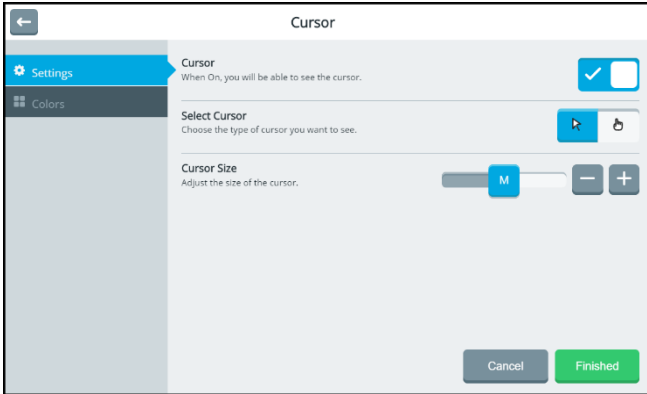 Cursor
Settings
Colors
Cursor
When On, you will be able to see the cursor.
Select Cursor
Choose the type of cursor you want to see.
Cursor Size
Adjust the size of the cursor.
M
Cancel
Finished